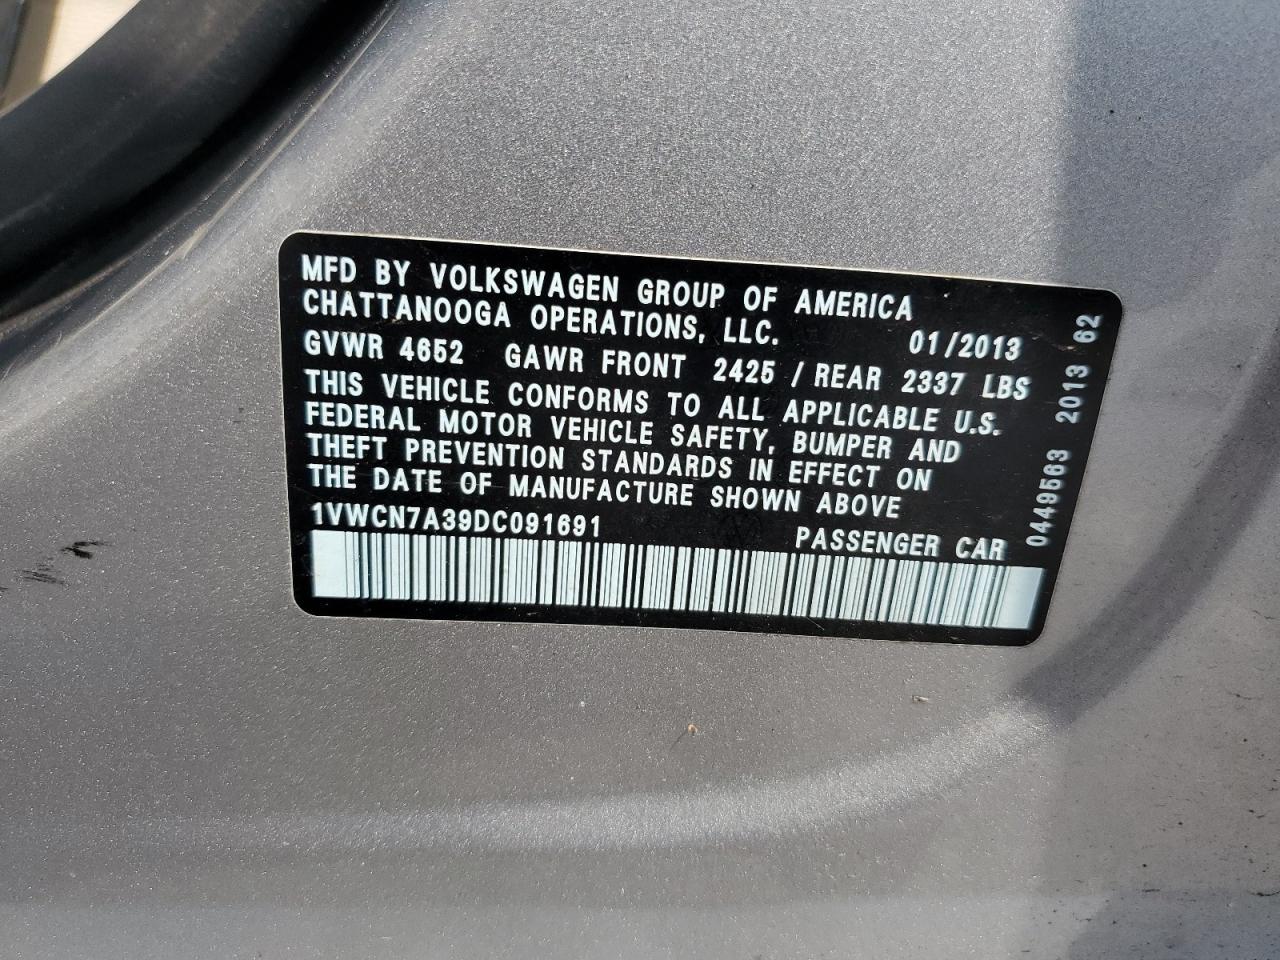 MFD BY VOLKSWAGEN GROUP OF AMERICA
CHATTANOOGA OPERATIONS, LLC. 01/2013
GVWR 4652 GAWR FRONT 2425 / REAR 2337 LBS
THIS VEHICLE CONFORMS TO ALL APPLICABLE U.S.
FEDERAL MOTOR VEHICLE SAFETY, BUMPER AND
THEFT PREVENTION STANDARDS IN EFFECT ON
THE DATE OF MANUFACTURE SHOWN ABOVE
1VWCN7A39DC091691 PASSENGER CAR
0449563 2013 62